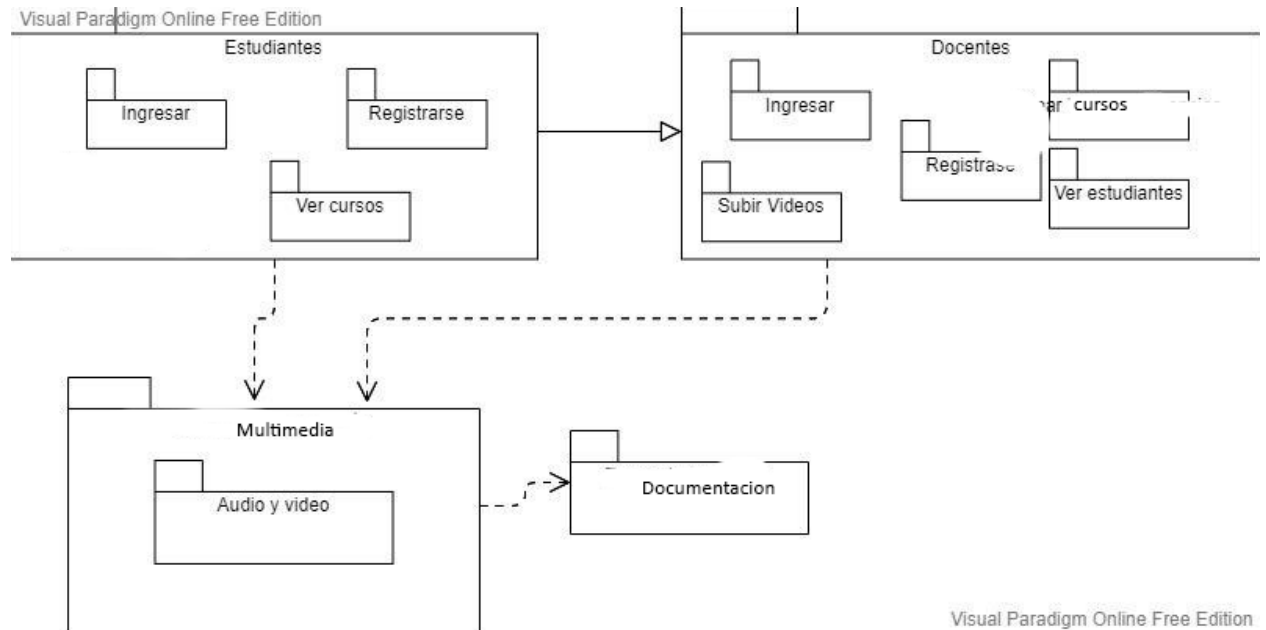 Visual Paradigm Online Free Edition
Estudiantes
Ingresar
Registrarse
Ver cursos
Docentes
Ingresar
cursos
Registrase
Subir Videos
Ver estudiantes
Multimedia
Audio y video
Documentacion
Visual Paradigm Online Free Edition